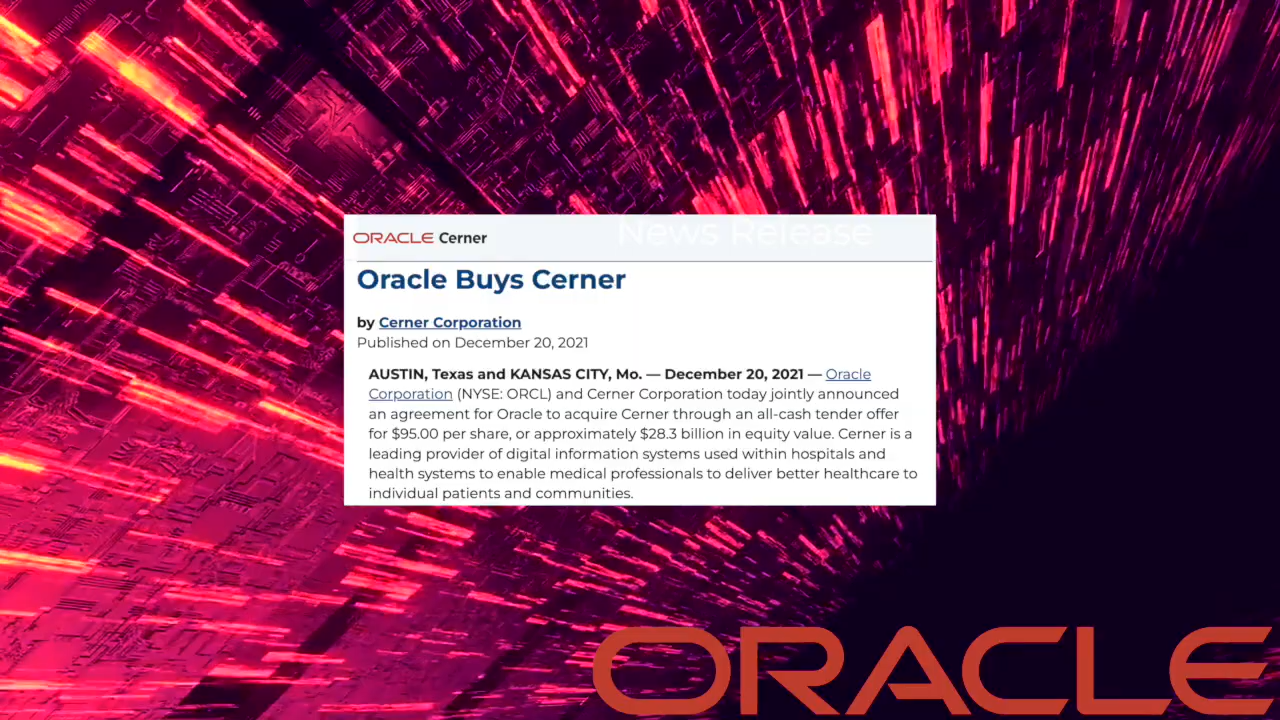 ORACLE Cerner
News Release
Oracle Buys Cerner
by Cerner Corporation
Published on December 20, 2021
AUSTIN, Texas and KANSAS CITY, Mo. — December 20, 2021 — Oracle
Corporation (NYSE: ORCL) and Cerner Corporation today jointly announced
an agreement for Oracle to acquire Cerner through an all-cash tender offer
for $95.00 per share, or approximately $28.3 billion in equity value. Cerner is a
leading provider of digital information systems used within hospitals and
health systems to enable medical professionals to deliver better healthcare to
individual patients and communities.
ORACLE